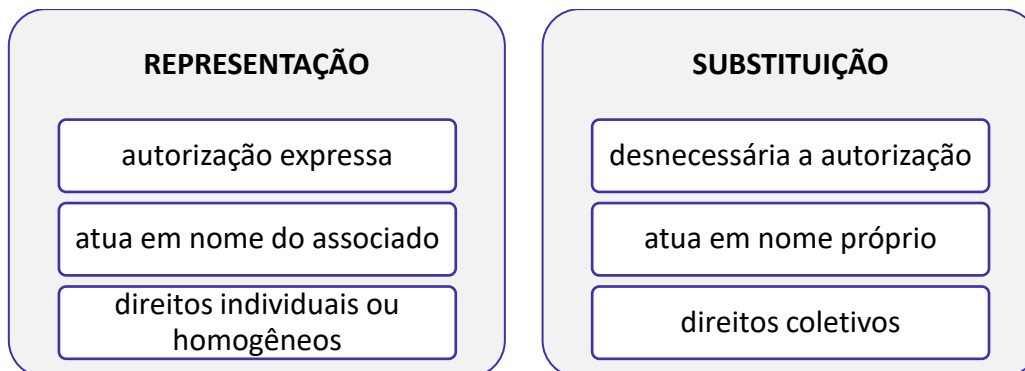 REPRESENTAÇÃO
autorização expressa
atua em nome do associado
direitos individuais ou
homogêneos
SUBSTITUIÇÃO
desnecessária a autorização
atua em nome próprio
direitos coletivos